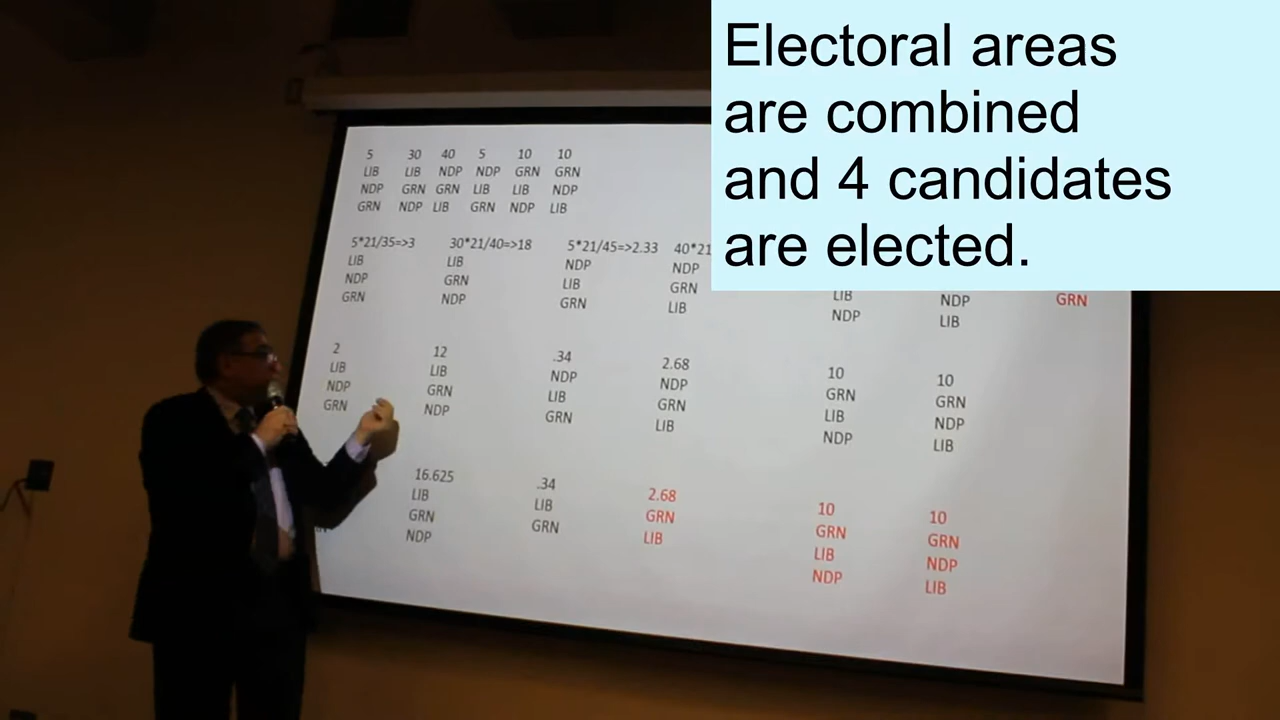 Electoral areas
are combined
and 4 candidates
are elected.
5 30 40 5 10 10
LIB LIB NDP NDP GRN GRN
NDP GRN GRN LIB LIB NDP
GRN NDP LIB GRN NDP LIB
5*21/35=>3 30*21/40=>18 5*21/45=>2.33 40*21
LIB LIB NDP NDP
NDP GRN LIB GRN LIB NDP GRN
GRN NDP GRN LIB NDP LIB
2 12 .34 2.68 10 10
LIB LIB NDP NDP GRN GRN
NDP GRN LIB GRN LIB NDP
GRN NDP GRN LIB NDP LIB
16.625 .34 2.68 10 10
LIB LIB GRN GRN GRN
GRN GRN LIB LIB NDP
NDP NDP LIB